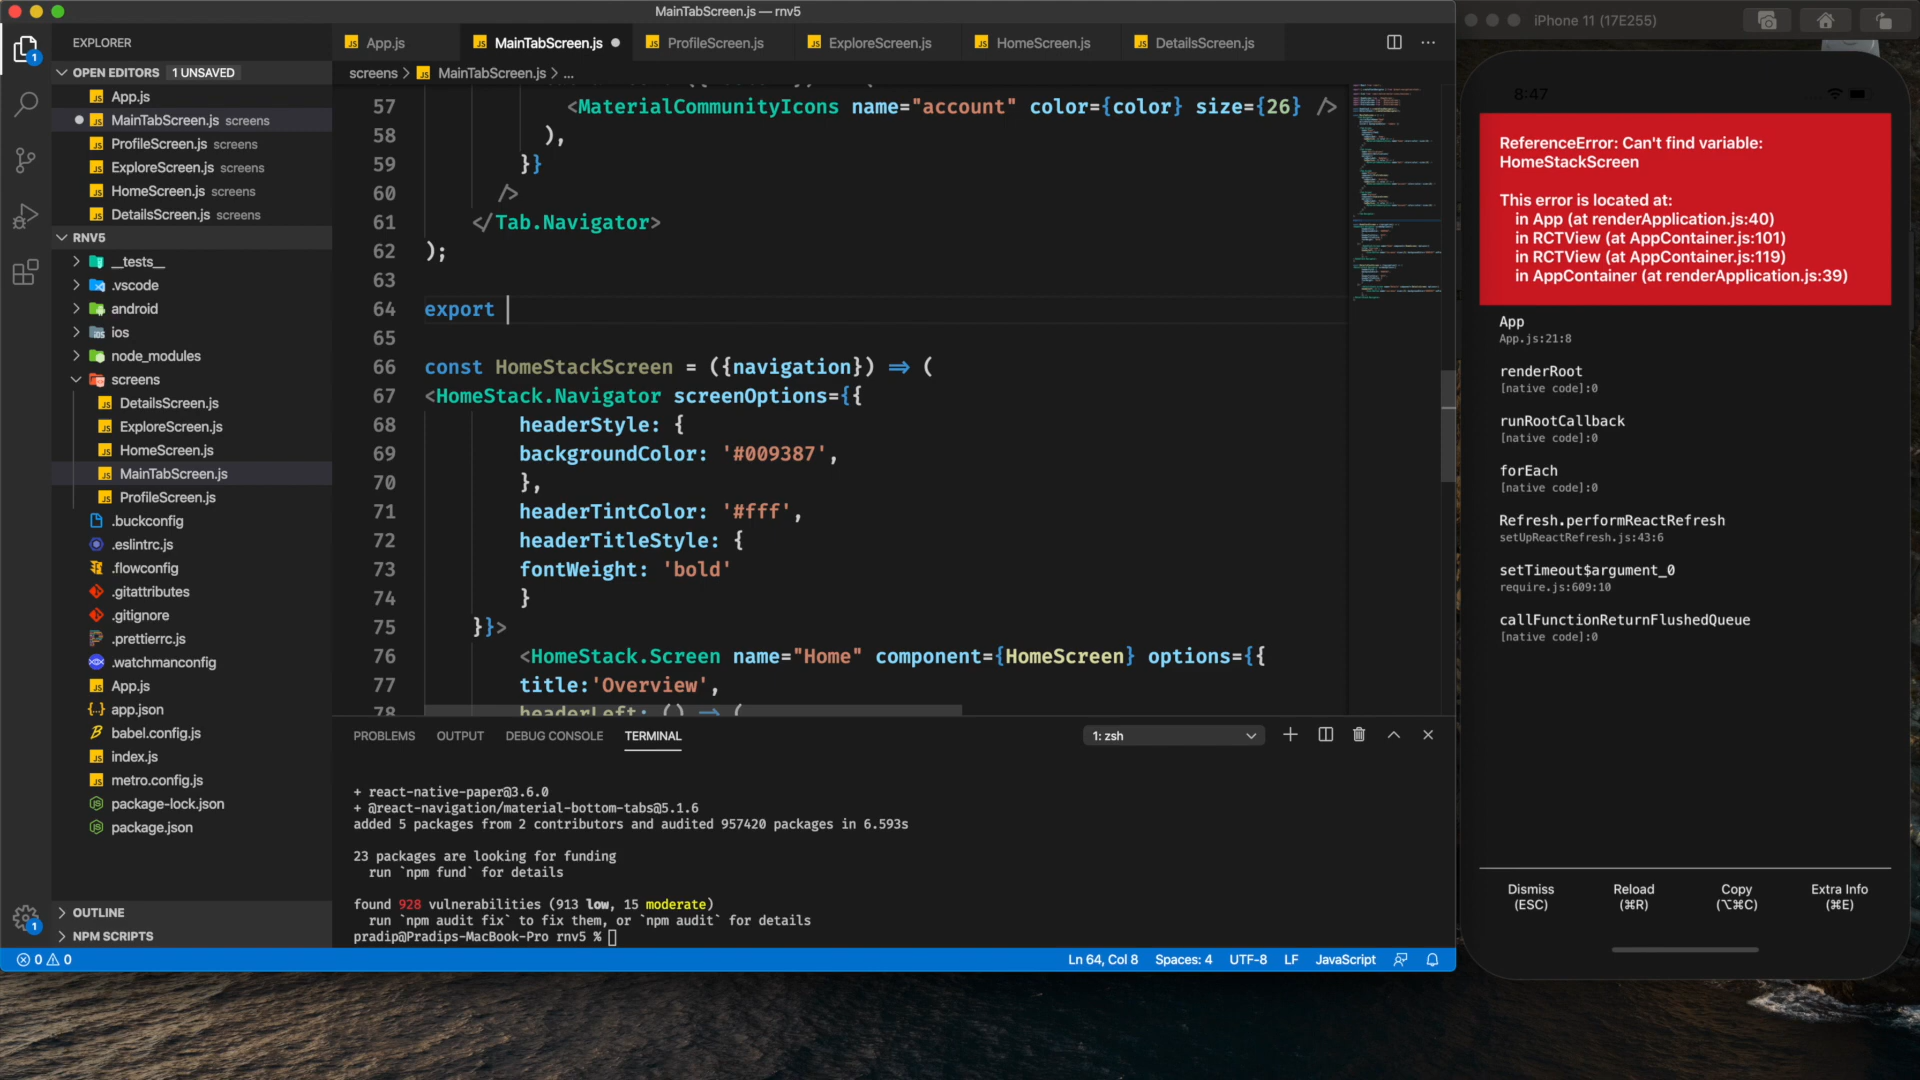 MainTabScreen.js — rnv5
EXPLORER
OPEN EDITORS 1 UNSAVED
App.js
MainTabScreen.js screens
ProfileScreen.js screens
ExploreScreen.js screens
HomeScreen.js screens
DetailsScreen.js screens
RNV5
__tests__
.vscode
android
ios
node_modules
screens
DetailsScreen.js
ExploreScreen.js
HomeScreen.js
MainTabScreen.js
ProfileScreen.js
.buckconfig
.eslintrc.js
.flowconfig
.gitattributes
.gitignore
.prettierrc.js
.watchmanconfig
App.js
app.json
babel.config.js
index.js
metro.config.js
package-lock.json
package.json
OUTLINE
NPM SCRIPTS
App.js MainTabScreen.js ProfileScreen.js ExploreScreen.js HomeScreen.js DetailsScreen.js
screens > MainTabScreen.js > ...
57 <MaterialCommunityIcons name="account" color={color} size={26} />
58 ),
59 }}
60 />
61 </Tab.Navigator>
62 );
63
64 export
65
66 const HomeStackScreen = ({navigation}) => (
67 <HomeStack.Navigator screenOptions={{
68 headerStyle: {
69 backgroundColor: '#009387',
70 },
71 headerTintColor: '#fff',
72 headerTitleStyle: {
73 fontWeight: 'bold'
74 }
75 }}>
76 <HomeStack.Screen name="Home" component={HomeScreen} options={{
77 title:'Overview',
78 headerLeft: () => (
PROBLEMS OUTPUT DEBUG CONSOLE TERMINAL 1: zsh
+ react-native-paper@3.6.0
+ @react-navigation/material-bottom-tabs@5.1.6
added 5 packages from 2 contributors and audited 957420 packages in 6.593s
23 packages are looking for funding
run `npm fund` for details
found 928 vulnerabilities (913 low, 15 moderate)
run `npm audit fix` to fix them, or `npm audit` for details
pradip@Pradips-MacBook-Pro rnv5 %
0 0 Ln 64, Col 8 Spaces: 4 UTF-8 LF JavaScript
iPhone 11 (17E255)
8:47
ReferenceError: Can't find variable:
HomeStackScreen
This error is located at:
in App (at renderApplication.js:40)
in RCTView (at AppContainer.js:101)
in RCTView (at AppContainer.js:119)
in AppContainer (at renderApplication.js:39)
App
App.js:21:8
renderRoot
[native code]:0
runRootCallback
[native code]:0
forEach
[native code]:0
Refresh.performReactRefresh
setUpReactRefresh.js:43:6
setTimeout$argument_0
require.js:609:10
callFunctionReturnFlushedQueue
[native code]:0
Dismiss Reload Copy Extra Info
(ESC) (⌘R) (⌥⌘C) (⌘E)